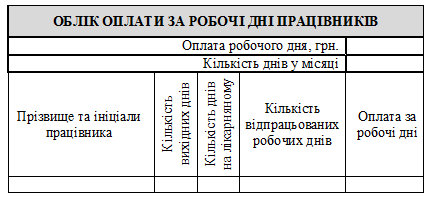 ОБЛІК ОПЛАТИ ЗА РОБОЧІ ДНІ ПРАЦІВНИКІВ
Оплата робочого дня, грн.
Кількість днів у місяці
Прізвище та ініціали
працівника
Кількість
вихідних днів
Кількість днів
на лікарняному
Кількість
відпрацьованих
робочих днів
Оплата за
робочі дні